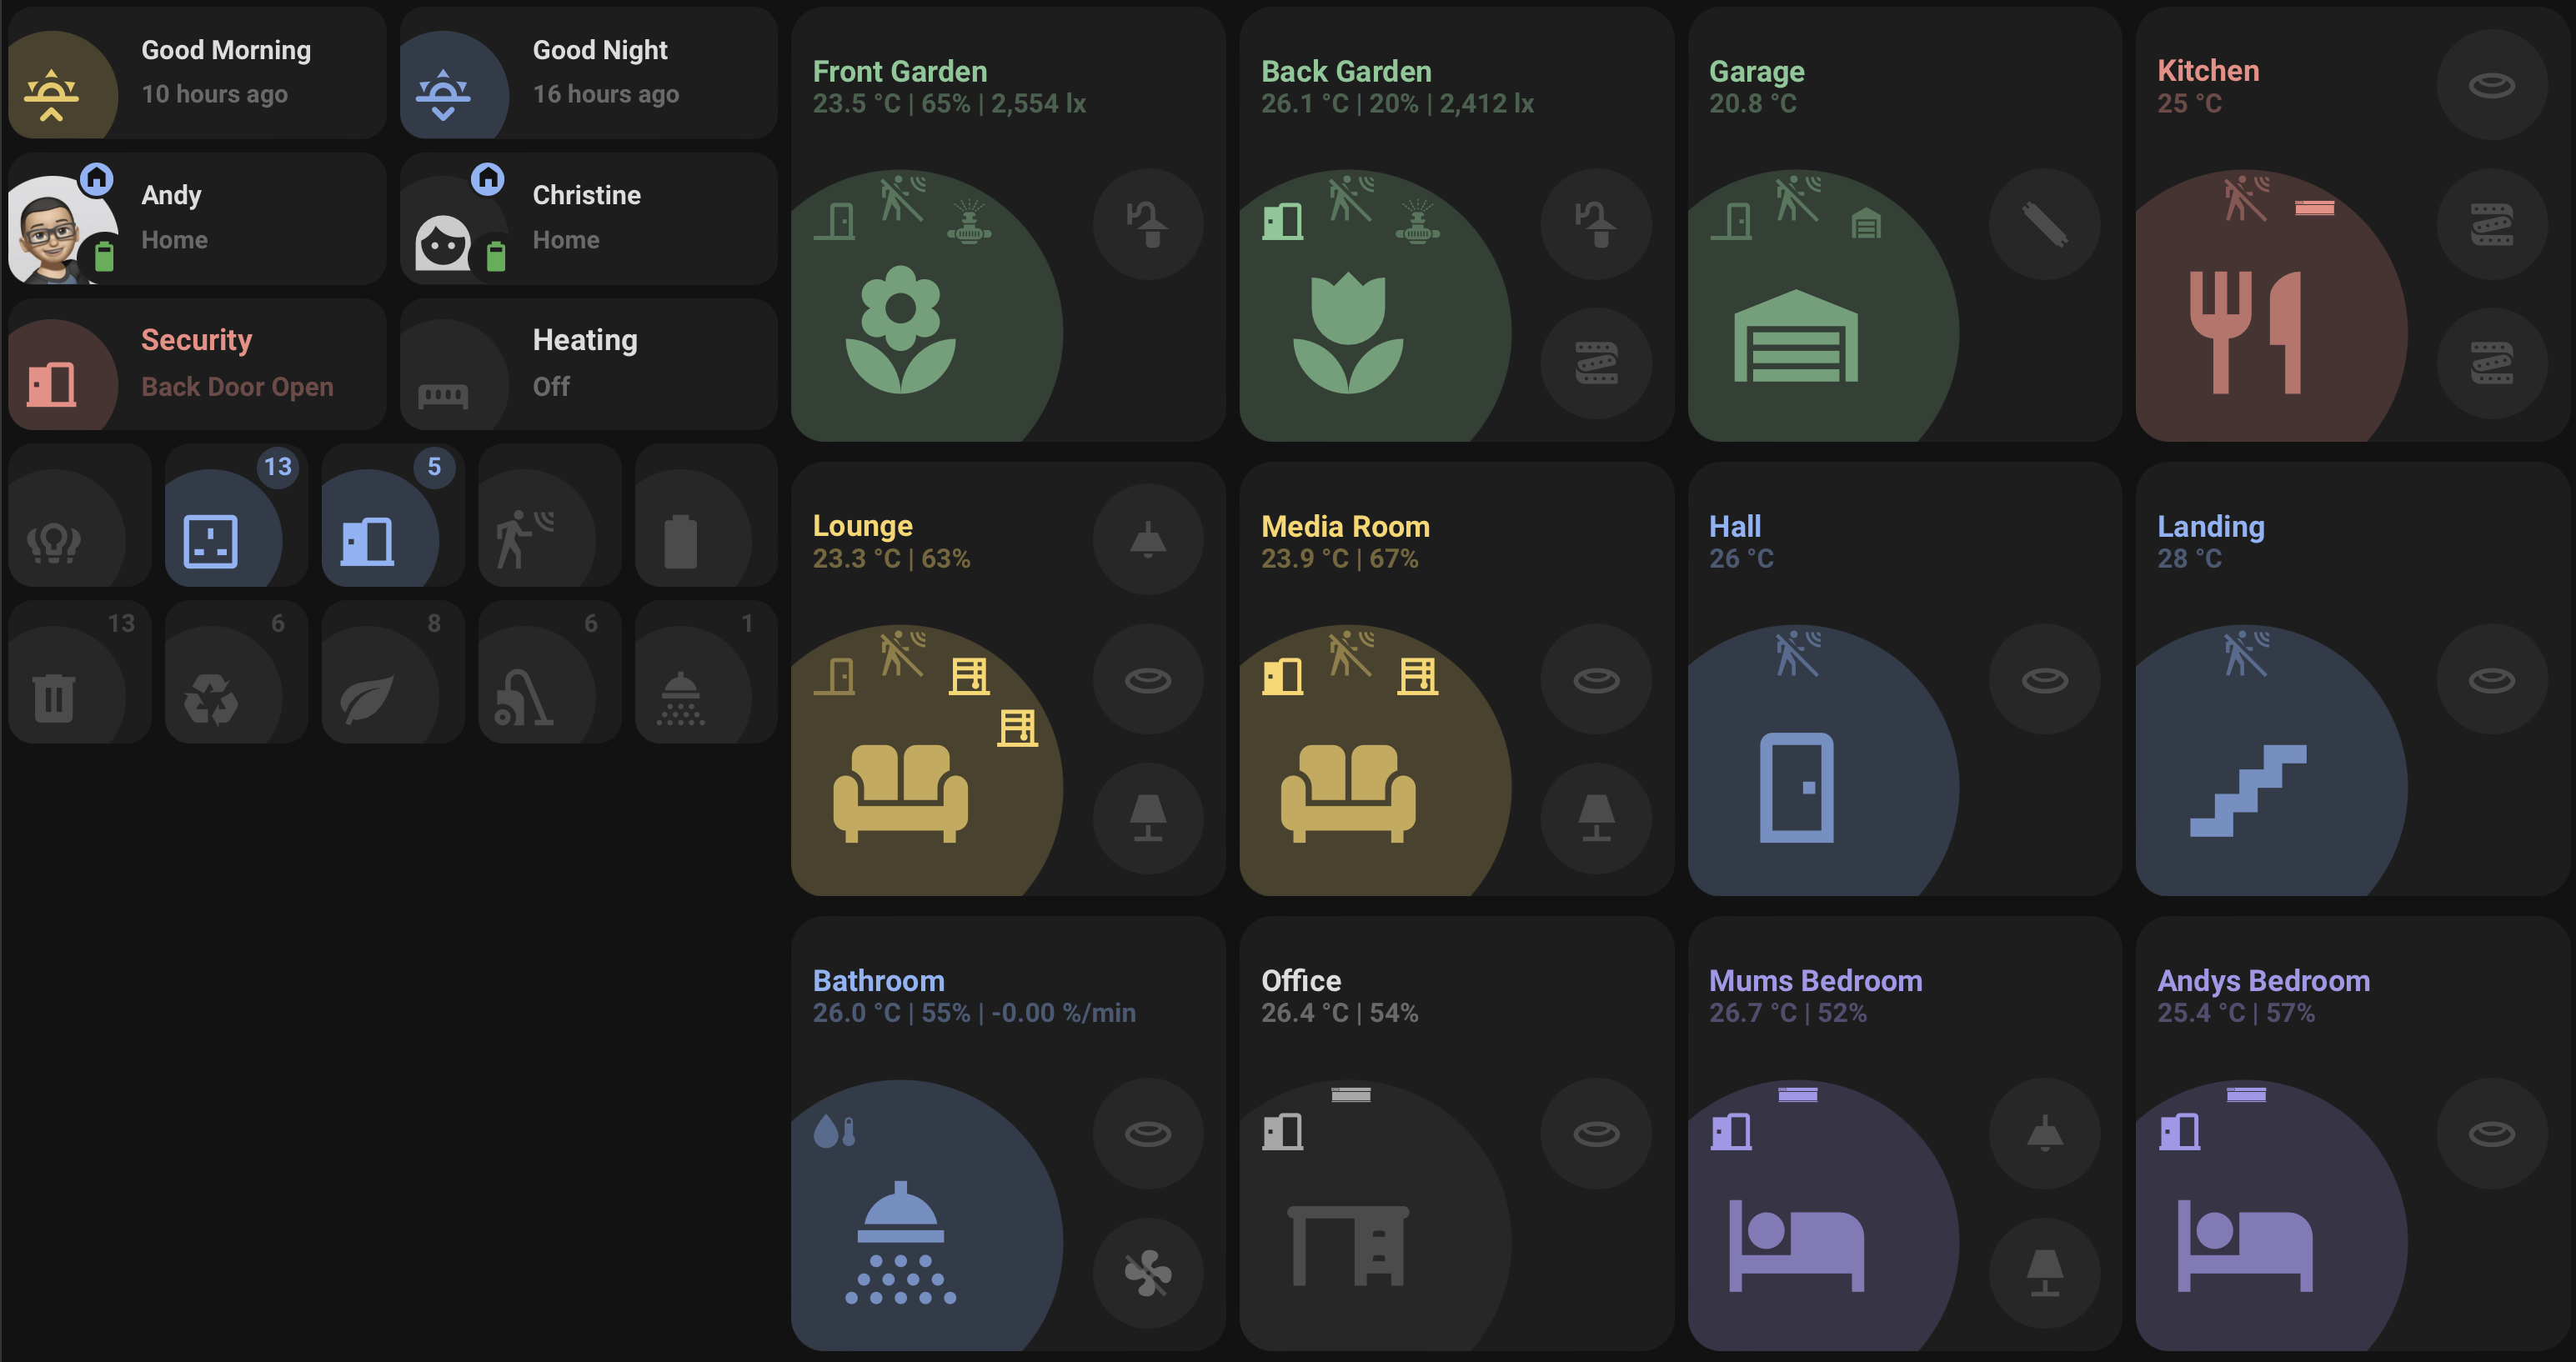 Good Morning
10 hours ago
Good Night
16 hours ago
Andy
Home
Christine
Home
Security
Back Door Open
Heating
Off
13
5
13
6
8
6
1
Front Garden
23.5 °C | 65% | 2,554 lx
Back Garden
26.1 °C | 20% | 2,412 lx
Garage
20.8 °C
Kitchen
25 °C
Lounge
23.3 °C | 63%
Media Room
23.9 °C | 67%
Hall
26 °C
Landing
28 °C
Bathroom
26.0 °C | 55% | -0.00 %/min
Office
26.4 °C | 54%
Mums Bedroom
26.7 °C | 52%
Andys Bedroom
25.4 °C | 57%